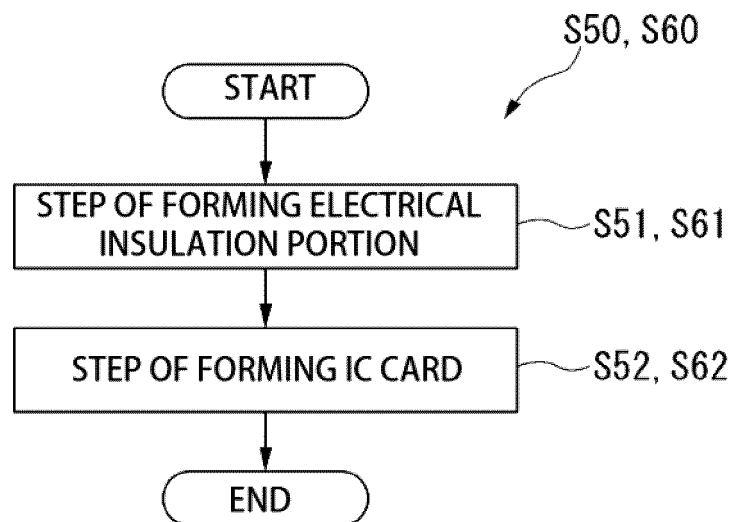 S50, S60
START
STEP OF FORMING ELECTRICAL
INSULATION PORTION
S51, S61
STEP OF FORMING IC CARD
S52, S62
END